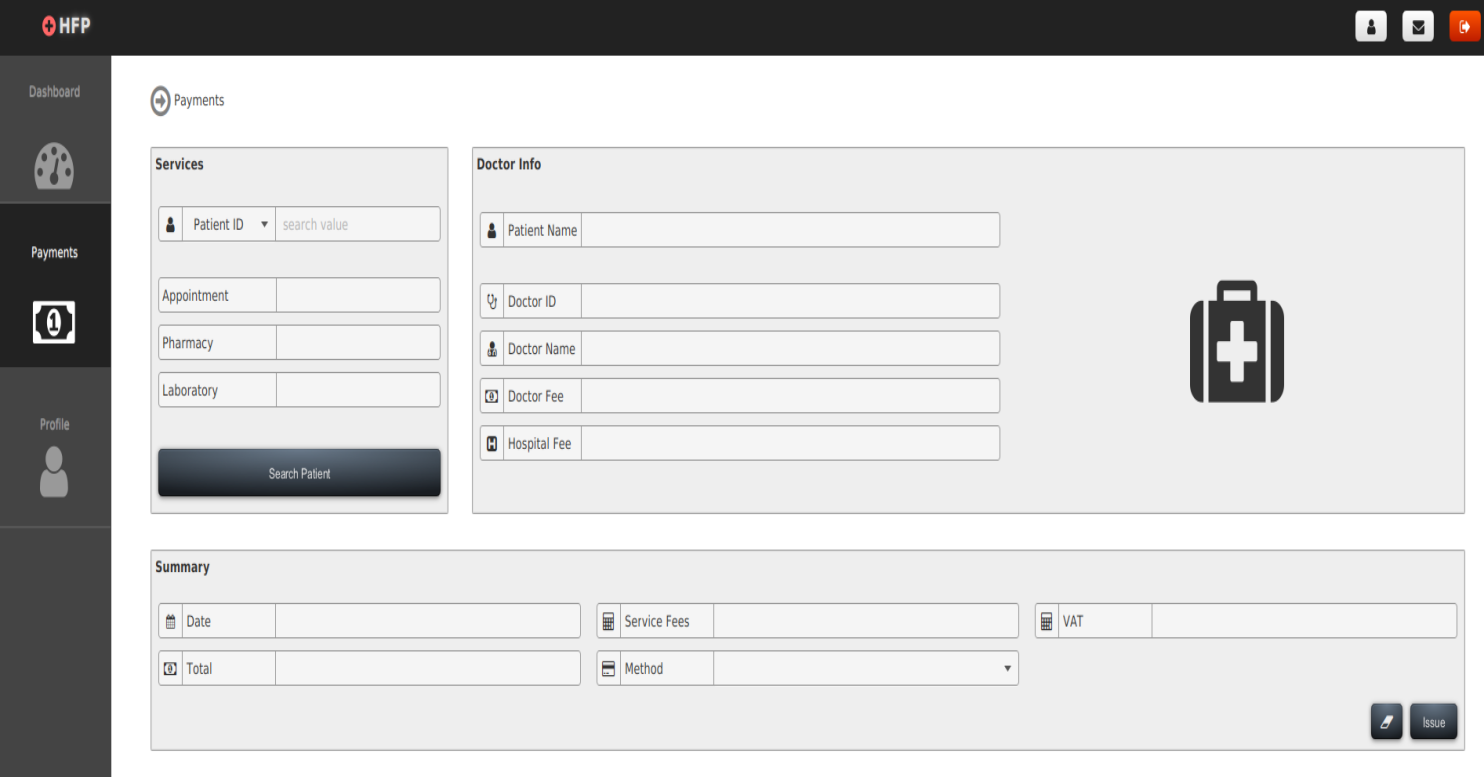 HFP
Dashboard
Payments
Profile
Payments
Services
Patient ID
search value
Appointment
Pharmacy
Laboratory
Search Patient
Doctor Info
Patient Name
Doctor ID
Doctor Name
Doctor Fee
Hospital Fee
Summary
Date
Service Fees
VAT
Total
Method
Issue